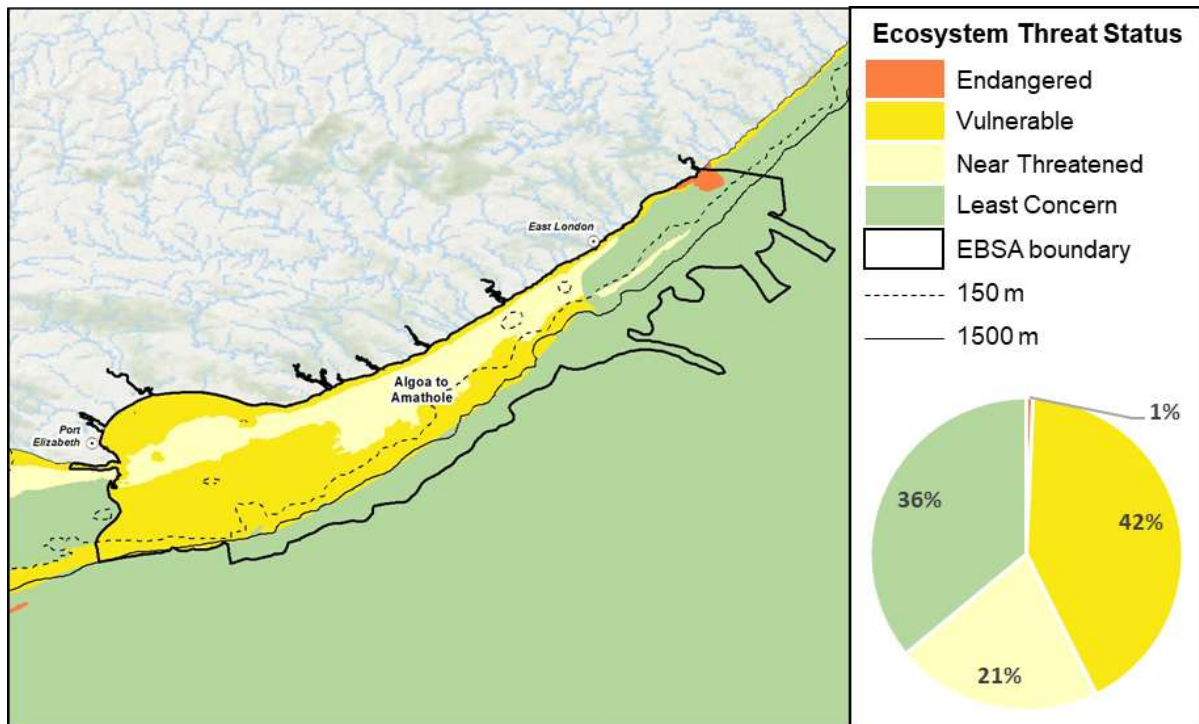 East London
Algoa to
Amathole
Port
Elizabeth
Ecosystem Threat Status
Endangered
Vulnerable
Near Threatened
Least Concern
EBSA boundary
150 m
1500 m
1%
36%
42%
21%